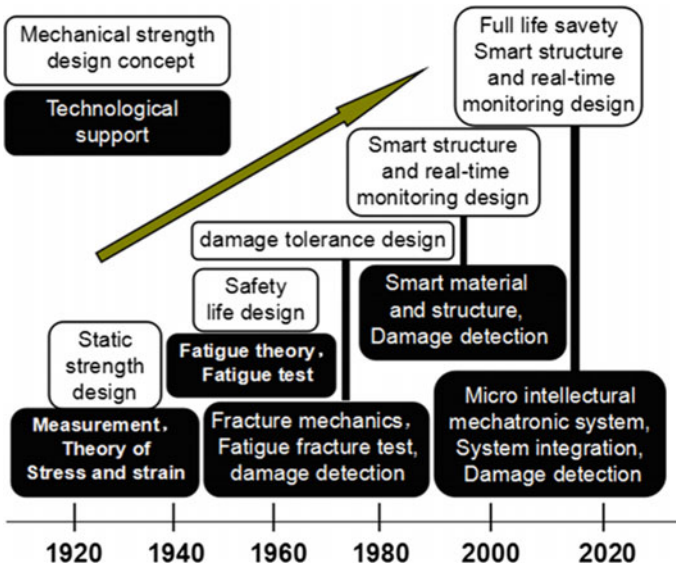 Mechanical strength
design concept
Technological
support
Full life savety
Smart structure
and real-time
monitoring design
Smart structure
and real-time
monitoring design
damage tolerance design
Safety
life design
Static
strength
design
Smart material
and structure,
Damage detection
Fatigue theory，
Fatigue test
Measurement，
Theory of
Stress and strain
Fracture mechanics，
Fatigue fracture test,
damage detection
Micro intellectural
mechatronic system,
System integration,
Damage detection
1920 1940 1960 1980 2000 2020